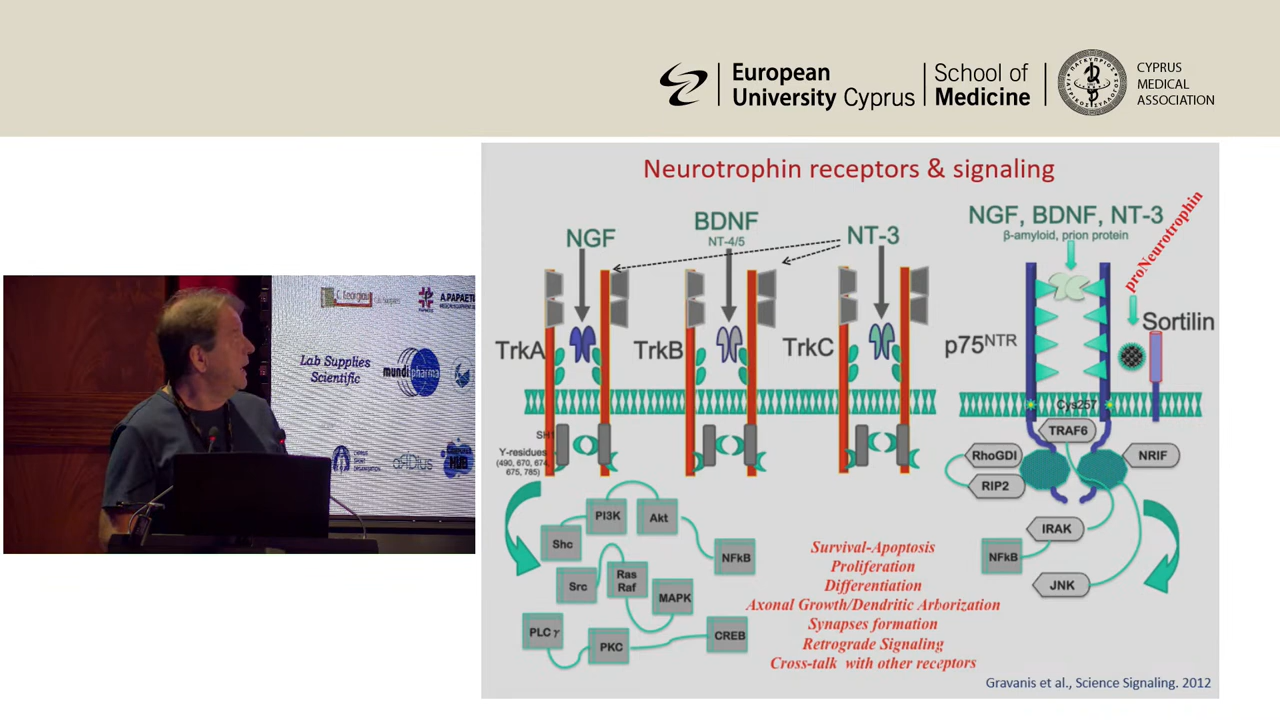 European
University Cyprus
School of
Medicine
CYPRUS
MEDICAL
ASSOCIATION
Neurotrophin receptors & signaling
NGF
BDNF
NT-4/5
NT-3
NGF, BDNF, NT-3
β-amyloid, prion protein
proNeurotrophin
Sortilin
TrkA
TrkB
TrkC
p75NTR
Cys257
Y-residues
(490, 670, 674,
675, 785)
TRAF6
RhoGDI
NRIF
RIP2
IRAK
NFkB
JNK
PI3K
Akt
Shc
NFkB
Src
Ras
Raf
MAPK
PLC γ
PKC
CREB
Survival-Apoptosis
Proliferation
Differentiation
Axonal Growth/Dendritic Arborization
Synapses formation
Retrograde Signaling
Cross-talk with other receptors
Gravanis et al., Science Signaling. 2012
Lab Supplies
Scientific
mundipharma